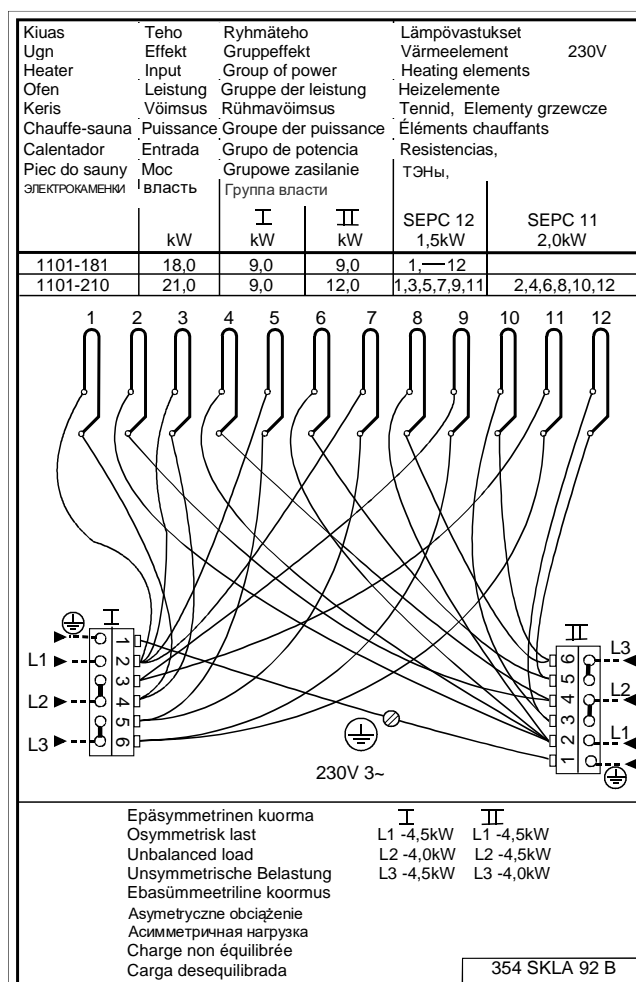 Kiuas Teho Ryhmäteho Lämpövastukset
Ugn Effekt Gruppeffekt Värmeelement 230V
Heater Input Group of power Heating elements
Ofen Leistung Gruppe der leistung Heizelemente
Keris Vöimsus Rühmavöimsus Tennid, Elementy grzewcze
Chauffe-sauna Puissance Groupe der puissance Éléments chauffants
Calentador Entrada Grupo de potencia Resistencias,
Piec do sauny Moc Grupowe zasilanie ТЭНы,
ЭЛЕКТРОКАМЕНКИ власть Группа власти
I II SEPC 12 SEPC 11
kW kW kW 1,5kW 2,0kW
1101-181 18,0 9,0 9,0 1,—12
1101-210 21,0 9,0 12,0 1,3,5,7,9,11 2,4,6,8,10,12
1 2 3 4 5 6 7 8 9 10 11 12
I
1
L1 2
3
L2 4
5
L3 6
II
6 L3
5
4 L2
3
2 L1
1
230V 3~
Epäsymmetrinen kuorma I II
Osymmetrisk last L1 -4,5kW L1 -4,5kW
Unbalanced load L2 -4,0kW L2 -4,5kW
Unsymmetrische Belastung L3 -4,5kW L3 -4,0kW
Ebasümmeetriline koormus
Asymetryczne obciążenie
Асимметричная нагрузка
Charge non équilibrée
Carga desequilibrada
354 SKLA 92 B